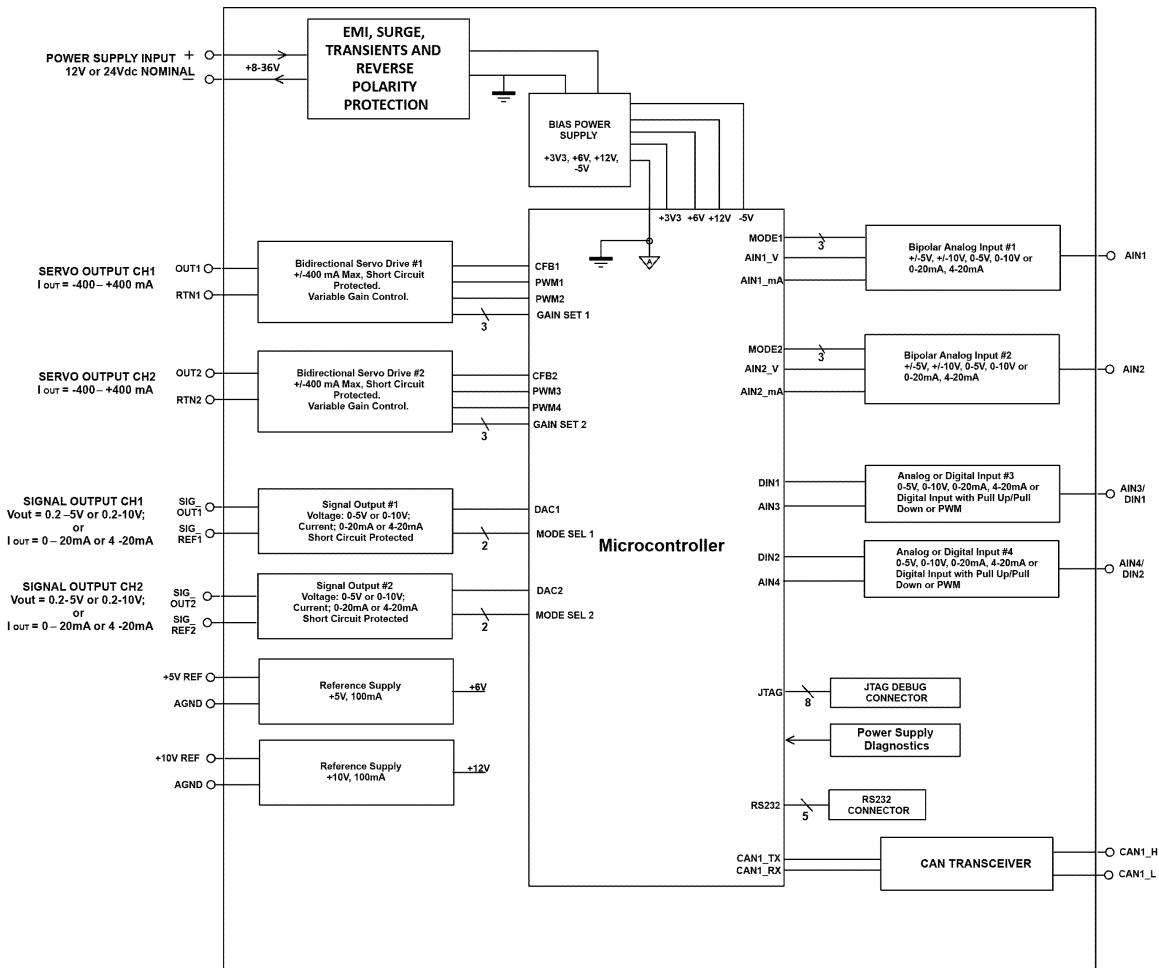 POWER SUPPLY INPUT +
12V or 24Vdc NOMINAL –
+8-36V
EMI, SURGE,
TRANSIENTS AND
REVERSE
POLARITY
PROTECTION
BIAS POWER
SUPPLY
+3V3, +6V, +12V,
-5V
+3V3 +6V +12V -5V
A
SERVO OUTPUT CH1
I OUT = -400 – +400 mA
OUT1
RTN1
Bidirectional Servo Drive #1
+/-400 mA Max, Short Circuit
Protected.
Variable Gain Control.
3
CFB1
PWM1
PWM2
GAIN SET 1
SERVO OUTPUT CH2
I OUT = -400 – +400 mA
OUT2
RTN2
Bidirectional Servo Drive #2
+/-400 mA Max, Short Circuit
Protected.
Variable Gain Control.
3
CFB2
PWM3
PWM4
GAIN SET 2
SIGNAL OUTPUT CH1
Vout = 0.2 –5V or 0.2-10V;
or
I OUT = 0 – 20mA or 4 -20mA
SIG_
OUT1
SIG_
REF1
Signal Output #1
Voltage: 0-5V or 0-10V;
Current; 0-20mA or 4-20mA
Short Circuit Protected
2
DAC1
MODE SEL 1
SIGNAL OUTPUT CH2
Vout = 0.2-5V or 0.2-10V;
or
I OUT = 0 – 20mA or 4 -20mA
SIG_
OUT2
SIG_
REF2
Signal Output #2
Voltage: 0-5V or 0-10V;
Current; 0-20mA or 4-20mA
Short Circuit Protected
2
DAC2
MODE SEL 2
+5V REF
AGND
Reference Supply
+5V, 100mA
+6V
+10V REF
AGND
Reference Supply
+10V, 100mA
+12V
Microcontroller
MODE1
AIN1_V
AIN1_mA
3
Bipolar Analog Input #1
+/-5V, +/-10V, 0-5V, 0-10V or
0-20mA, 4-20mA
AIN1
MODE2
AIN2_V
AIN2_mA
3
Bipolar Analog Input #2
+/-5V, +/-10V, 0-5V, 0-10V or
0-20mA, 4-20mA
AIN2
DIN1
AIN3
Analog or Digital Input #3
0-5V, 0-10V, 0-20mA, 4-20mA or
Digital Input with Pull Up/Pull
Down or PWM
AIN3/
DIN1
DIN2
AIN4
Analog or Digital Input #4
0-5V, 0-10V, 0-20mA, 4-20mA or
Digital Input with Pull Up/Pull
Down or PWM
AIN4/
DIN2
JTAG
8
JTAG DEBUG
CONNECTOR
Power Supply
Diagnostics
RS232
5
RS232
CONNECTOR
CAN1_TX
CAN1_RX
CAN TRANSCEIVER
CAN1_H
CAN1_L